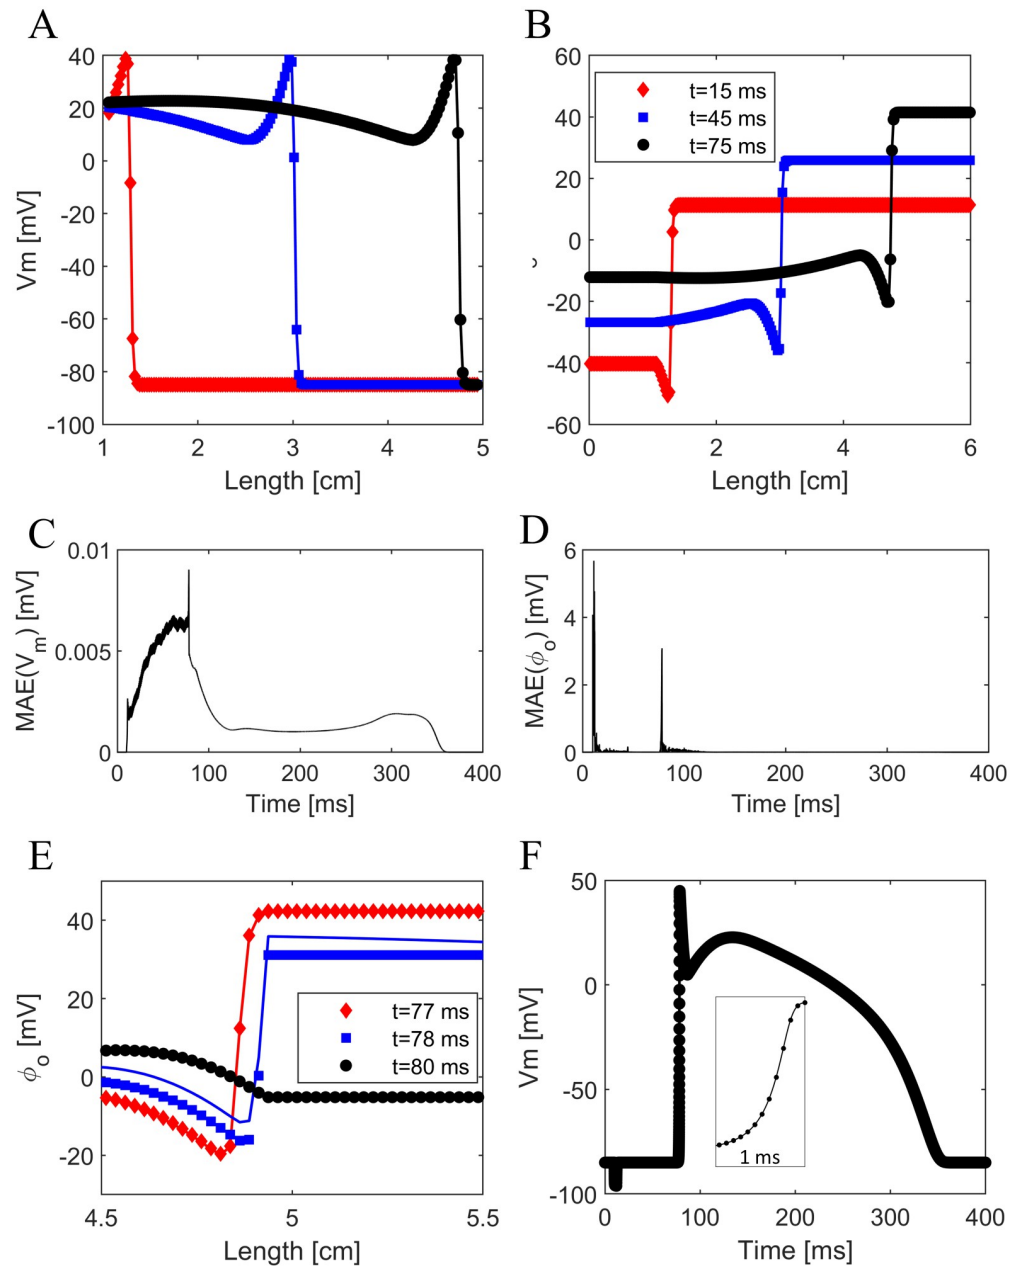 A
B
Vm [mV]
40
20
0
-20
-40
-60
-80
-100
1
2
3
4
5
Length [cm]
60
40
20
0
-20
-40
-60
0
2
4
6
Length [cm]
t=15 ms
t=45 ms
t=75 ms
C
D
MAE(Vm) [mV]
0.01
0.005
0
0
100
200
300
400
Time [ms]
MAE(ϕo) [mV]
6
4
2
0
0
100
200
300
400
Time [ms]
E
F
ϕo [mV]
40
20
0
-20
4.5
5
5.5
Length [cm]
t=77 ms
t=78 ms
t=80 ms
Vm [mV]
50
0
-50
-100
0
100
200
300
400
Time [ms]
1 ms